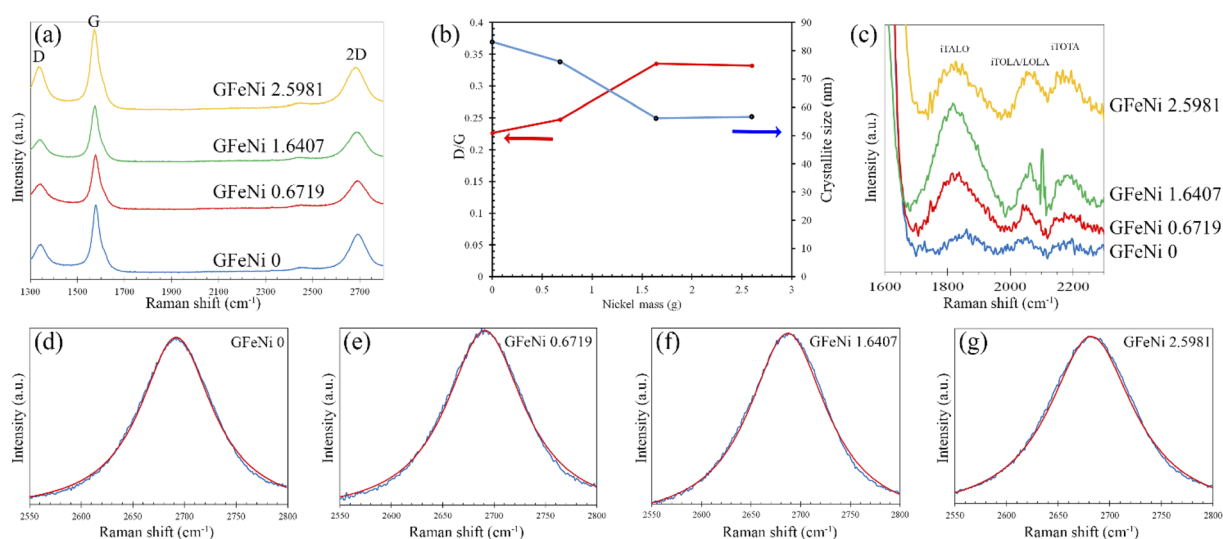 (a)
D
G
2D
GFeNi 2.5981
GFeNi 1.6407
GFeNi 0.6719
GFeNi 0
Intensity (a.u.)
1300 1500 1700 1900 2100 2300 2500 2700
Raman shift (cm⁻¹)
(b)
0.4
0.35
0.3
0.25
0.2
0.15
0.1
0.05
0
D/G
90
80
70
60
50
40
30
20
10
0
Crystallite size (nm)
0 0.5 1 1.5 2 2.5 3
Nickel mass (g)
(c)
iTALO⁻
iTOLA/LOLA
iTOTA
GFeNi 2.5981
GFeNi 1.6407
GFeNi 0.6719
GFeNi 0
Intensity (a.u.)
1600 1800 2000 2200
Raman shift (cm⁻¹)
(d)
GFeNi 0
Intensity (a.u.)
2550 2600 2650 2700 2750 2800
Raman shift (cm⁻¹)
(e)
GFeNi 0.6719
Intensity (a.u.)
2550 2600 2650 2700 2750 2800
Raman shift (cm⁻¹)
(f)
GFeNi 1.6407
Intensity (a.u.)
2550 2600 2650 2700 2750 2800
Raman shift (cm⁻¹)
(g)
GFeNi 2.5981
Intensity (a.u.)
2550 2600 2650 2700 2750 2800
Raman shift (cm⁻¹)